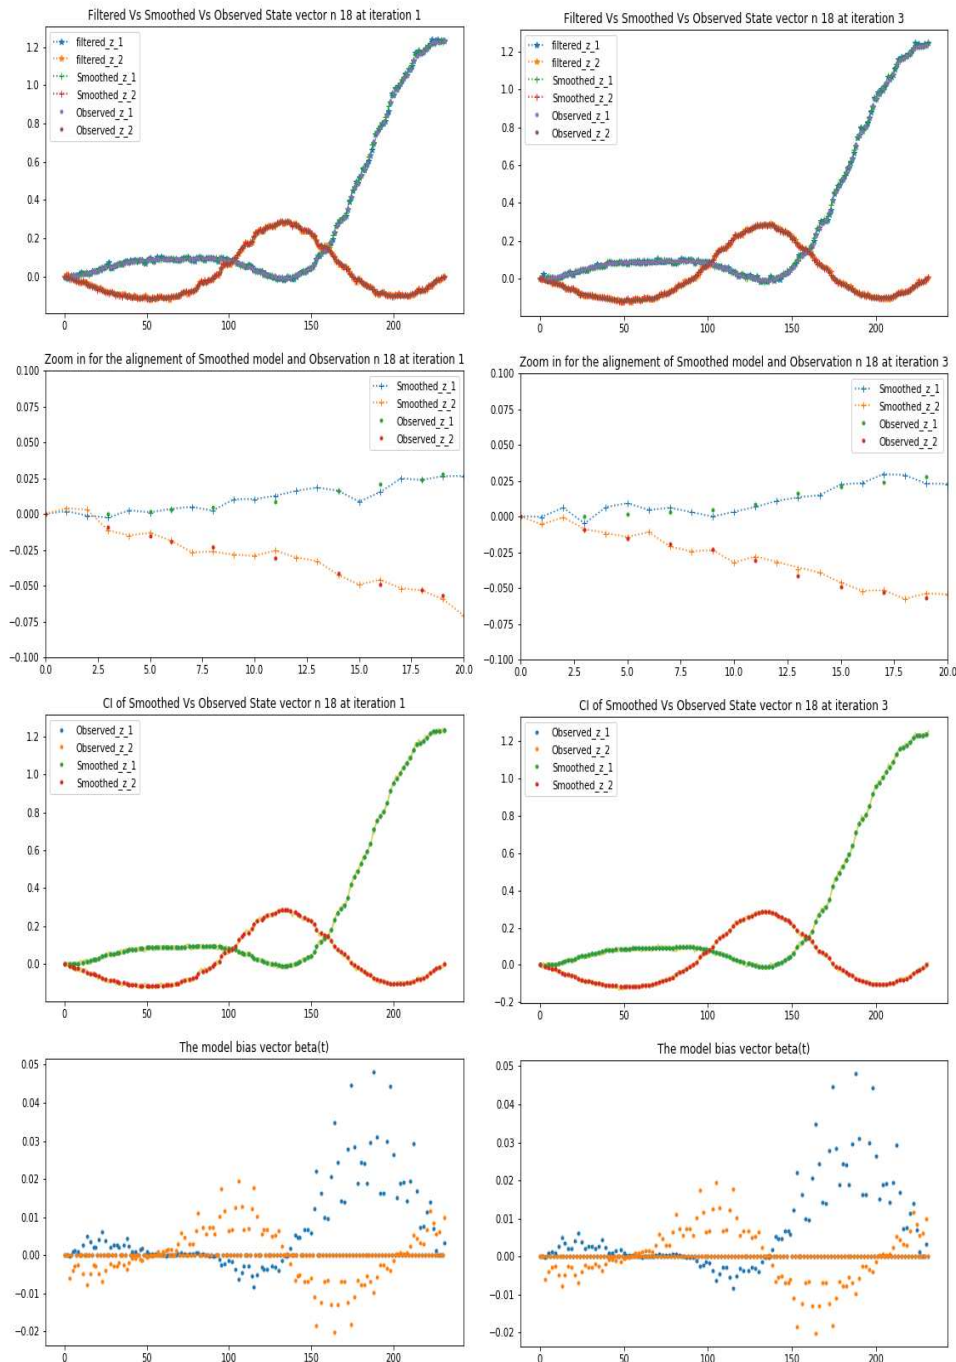 Filtered Vs Smoothed Vs Observed State vector n 18 at iteration 1
filtered_z_1
filtered_z_2
Smoothed_z_1
Smoothed_z_2
Observed_z_1
Observed_z_2
1.2
1.0
0.8
0.6
0.4
0.2
0.0
0 50 100 150 200
Filtered Vs Smoothed Vs Observed State vector n 18 at iteration 3
filtered_z_1
filtered_z_2
Smoothed_z_1
Smoothed_z_2
Observed_z_1
Observed_z_2
1.2
1.0
0.8
0.6
0.4
0.2
0.0
0 50 100 150 200
Zoom in for the alignement of Smoothed model and Observation n 18 at iteration 1
Smoothed_z_1
Smoothed_z_2
Observed_z_1
Observed_z_2
0.100
0.075
0.050
0.025
0.000
−0.025
−0.050
−0.075
−0.100
0.0 2.5 5.0 7.5 10.0 12.5 15.0 17.5 20.0
Zoom in for the alignement of Smoothed model and Observation n 18 at iteration 3
Smoothed_z_1
Smoothed_z_2
Observed_z_1
Observed_z_2
0.100
0.075
0.050
0.025
0.000
−0.025
−0.050
−0.075
−0.100
0.0 2.5 5.0 7.5 10.0 12.5 15.0 17.5 20.0
CI of Smoothed Vs Observed State vector n 18 at iteration 1
Observed_z_1
Observed_z_2
Smoothed_z_1
Smoothed_z_2
1.2
1.0
0.8
0.6
0.4
0.2
0.0
0 50 100 150 200
CI of Smoothed Vs Observed State vector n 18 at iteration 3
Observed_z_1
Observed_z_2
Smoothed_z_1
Smoothed_z_2
1.2
1.0
0.8
0.6
0.4
0.2
0.0
−0.2
0 50 100 150 200
The model bias vector beta(t)
0.05
0.04
0.03
0.02
0.01
0.00
−0.01
−0.02
0 50 100 150 200
The model bias vector beta(t)
0.05
0.04
0.03
0.02
0.01
0.00
−0.01
−0.02
0 50 100 150 200